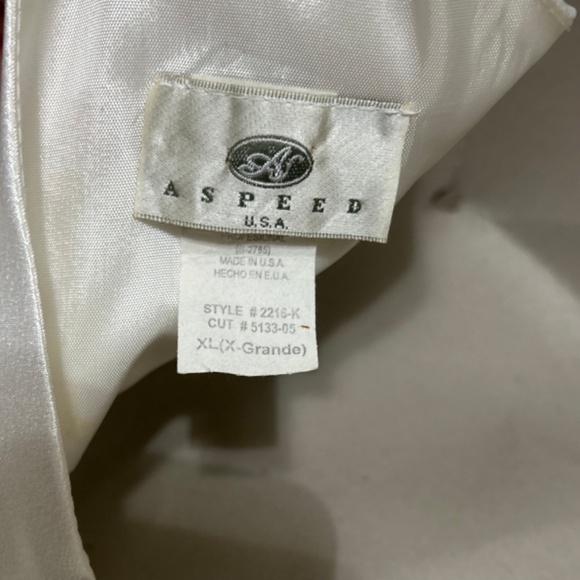 AS
ASPEED
U.S.A.
MADE IN U.S.A.
HECHO EN E.U.A.
STYLE # 2216-K
CUT # 5133-05
XL(X-Grande)